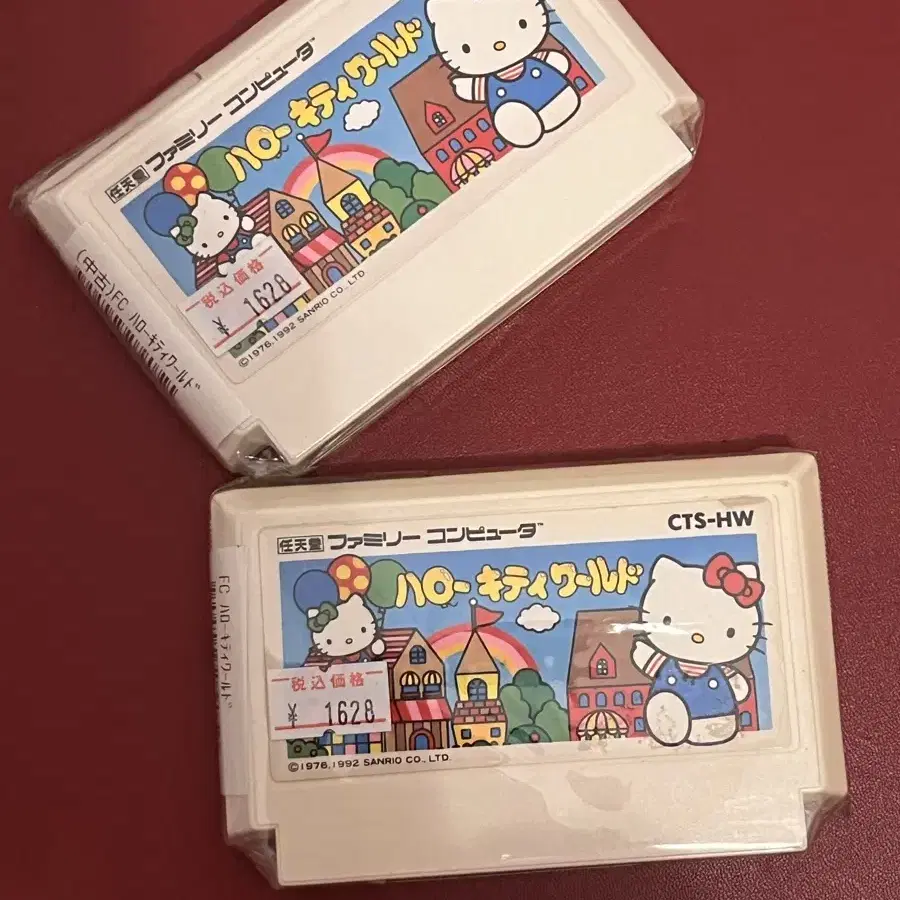 任天堂 ファミリー コンピュータ™
ハローキティワールド
税込価格
¥ 1628
©1976,1992 SANRIO CO., LTD.
(中古)FC ハローキティワールド
任天堂 ファミリー コンピュータ™
CTS-HW
ハローキティワールド
税込価格
¥ 1628
©1976,1992 SANRIO CO., LTD.
FC ハローキティワールド